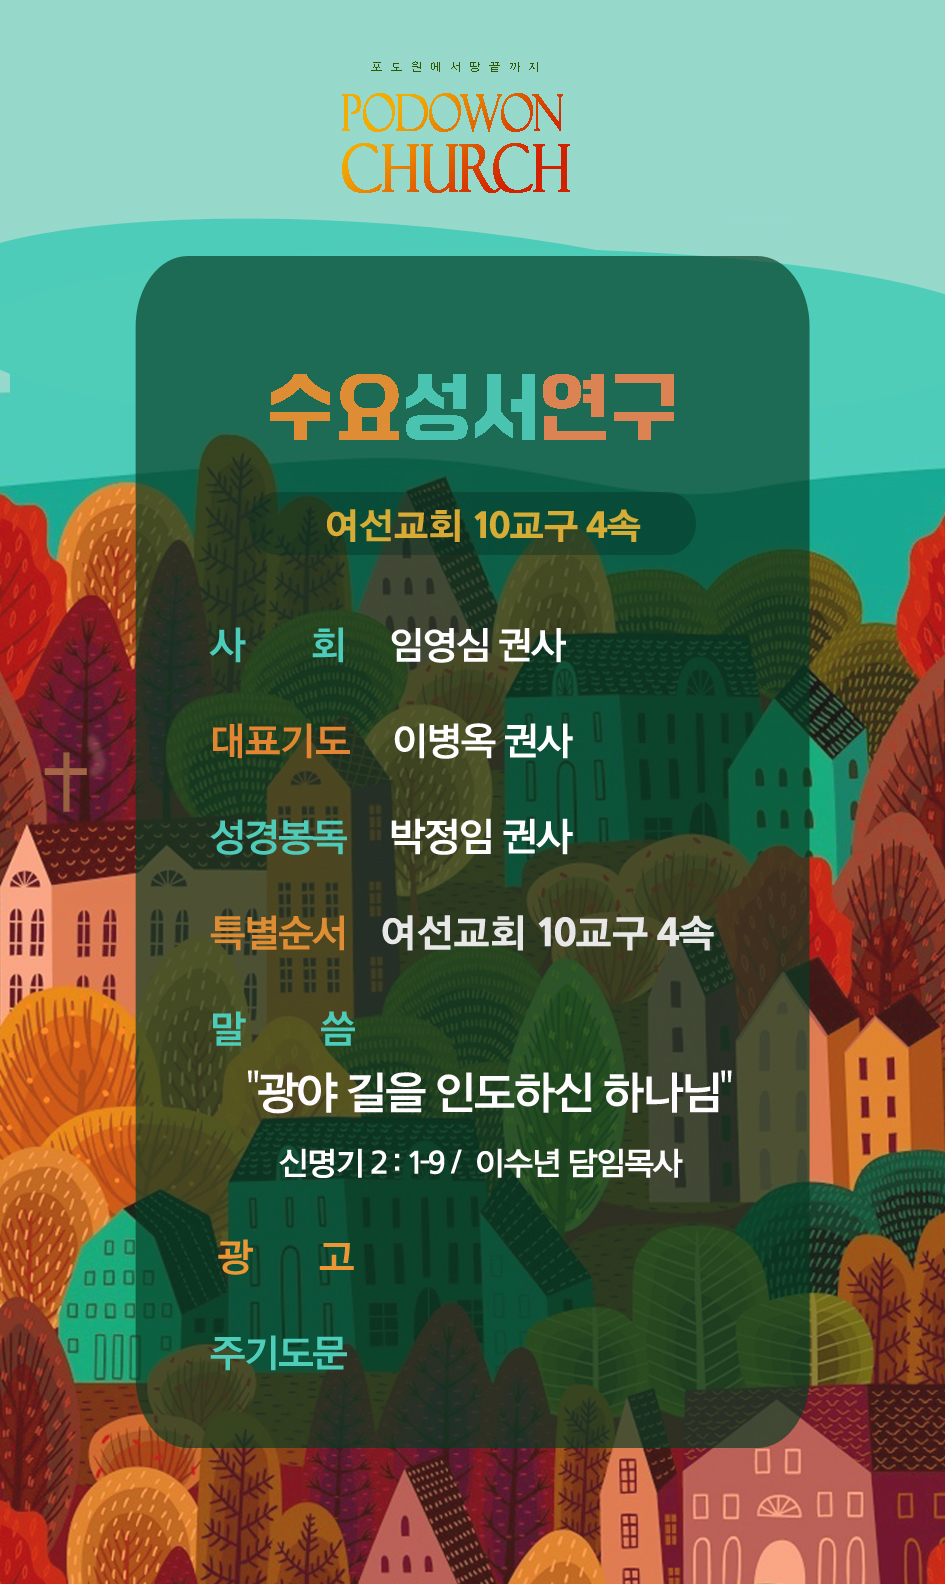 포도원에서땅끝까지
PODOWON
CHURCH
수요성서연구
여선교회 10교구 4속
사 회 임영심 권사
대표기도 이병옥 권사
성경봉독 박정임 권사
특별순서 여선교회 10교구 4속
말 씀
"광야 길을 인도하신 하나님"
신명기 2 : 1-9 / 이수년 담임목사
광 고
주기도문